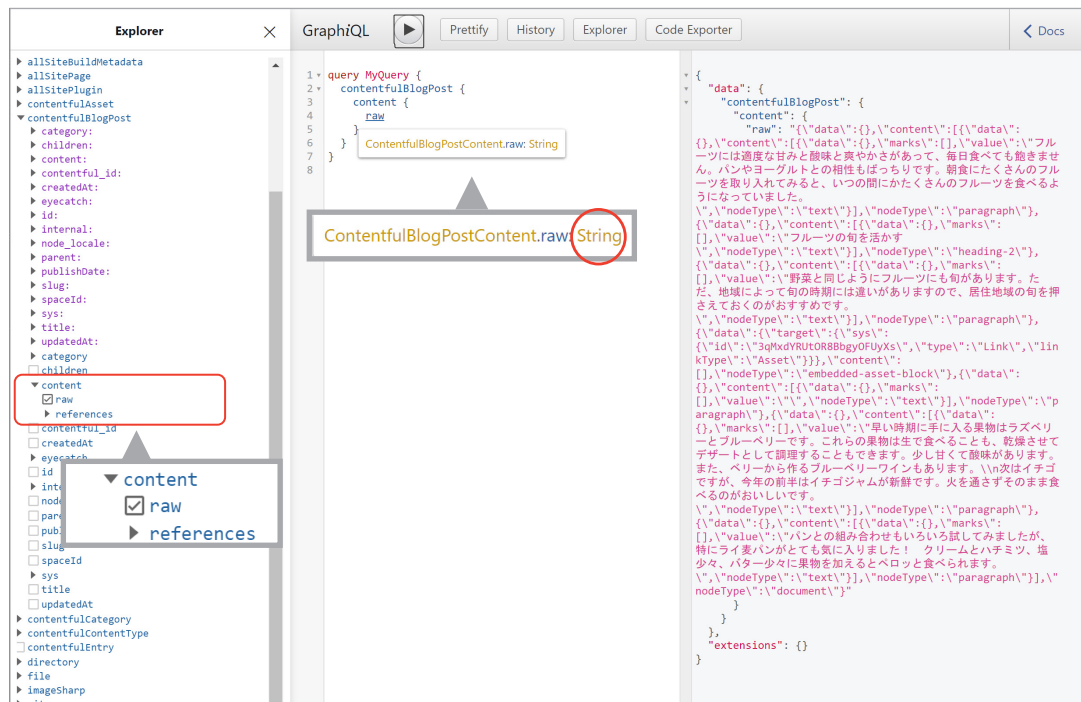 Explorer
GraphiQL
Prettify
History
Explorer
Code Exporter
Docs
allSiteBuildMetadata
allSitePage
allSitePlugin
contentfulAsset
contentfulBlogPost
category:
children:
content:
contentful_id:
createdAt:
eyecatch:
id:
internal:
node_locale:
parent:
publishDate:
slug:
spaceId:
sys:
title:
updatedAt:
category
children
content
raw
references
contentful_id
createdAt
eyecatch
id
slug
spaceId
sys
title
updatedAt
contentfulCategory
contentfulContentType
contentfulEntry
directory
file
imageSharp
content
raw
references
1 query MyQuery {
2 contentfulBlogPost {
3 content {
4 raw
5 }
6 }
7 }
8
ContentfulBlogPostContent.raw: String
ContentfulBlogPostContent.raw: String
{
"data": {
"contentfulBlogPost": {
"content": {
"raw": "{\"data\":{},\"content\":[{\"data\":
{},\"content\":[{\"data\":{},\"marks\":[],\"value\":\"フル
ーツには適度な甘みと酸味と爽やかさがあって、毎日食べても飽きませ
ん。パンやヨーグルトとの相性もばっちりです。朝食にたくさんのフル
ーツを取り入れてみると、いつの間にかたくさんのフルーツを食べるよ
うになっていました。
\",\"nodeType\":\"text\"}],\"nodeType\":\"paragraph\"},
{\"data\":{},\"content\":[{\"data\":{},\"marks\":
[],\"value\":\"フルーツの旬を活かす
\",\"nodeType\":\"text\"}],\"nodeType\":\"heading-2\"},
{\"data\":{},\"content\":[{\"data\":{},\"marks\":
[],\"value\":\"野菜と同じようにフルーツにも旬があります。た
だ、地域によって旬の時期には違いがありますので、居住地域の旬を押
さえておくのがおすすめです。
\",\"nodeType\":\"text\"}],\"nodeType\":\"paragraph\"},
{\"data\":{\"target\":{\"sys\":
{\"id\":\"3qMxdYRUtOR8BbgyOFUyXs\",\"type\":\"Link\",\"lin
kType\":\"Asset\"}}},\"content\":
[],\"nodeType\":\"embedded-asset-block\"},{\"data\":
{},\"content\":[{\"data\":{},\"marks\":
[],\"value\":\"\",\"nodeType\":\"text\"}],\"nodeType\":\"p
aragraph\"},{\"data\":{},\"content\":[{\"data\":
{},\"marks\":[],\"value\":\"早い時期に手に入る果物はラズベリ
ーとブルーベリーです。これらの果物は生で食べることも、乾燥させて
デザートとして調理することもできます。少し甘くて酸味があります。
また、ベリーから作るブルーベリーワインもあります。\\n次はイチゴ
ですが、今年の前半はイチゴジャムが新鮮です。火を通さずそのまま食
べるのがおいしいです。
\",\"nodeType\":\"text\"}],\"nodeType\":\"paragraph\"},
{\"data\":{},\"content\":[{\"data\":{},\"marks\":
[],\"value\":\"パンとの組み合わせもいろいろ試してみましたが、
特にライ麦パンがとても気に入りました！　クリームとハチミツ、塩
少々、バター少々に果物を加えるとペロッと食べられます。
\",\"nodeType\":\"text\"}],\"nodeType\":\"paragraph\"}],\"
nodeType\":\"document\"}"
}
}
},
"extensions": {}
}